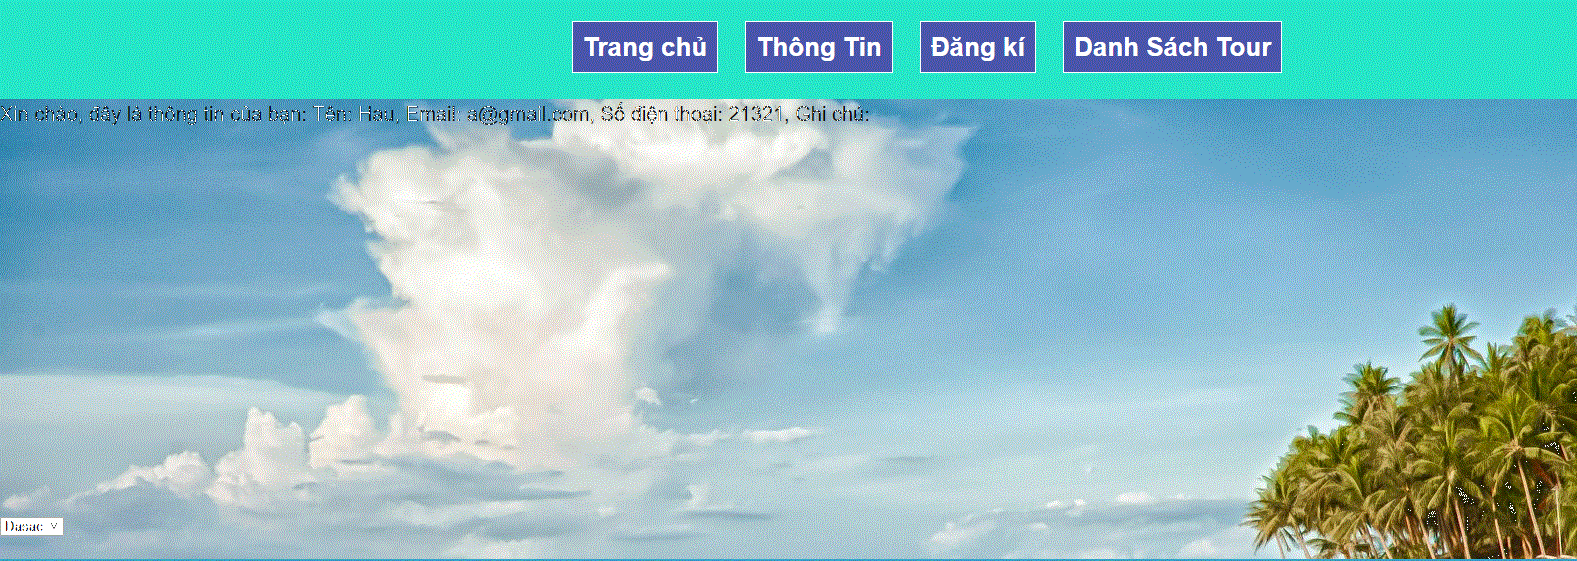 Trang chủ Thông Tin Đăng kí Danh Sách Tour
Xin chào, đây là thông tin của bạn: Tên: Hau, Email: a@gmail.com, Số điện thoại: 21321, Ghi chú:
Dasac